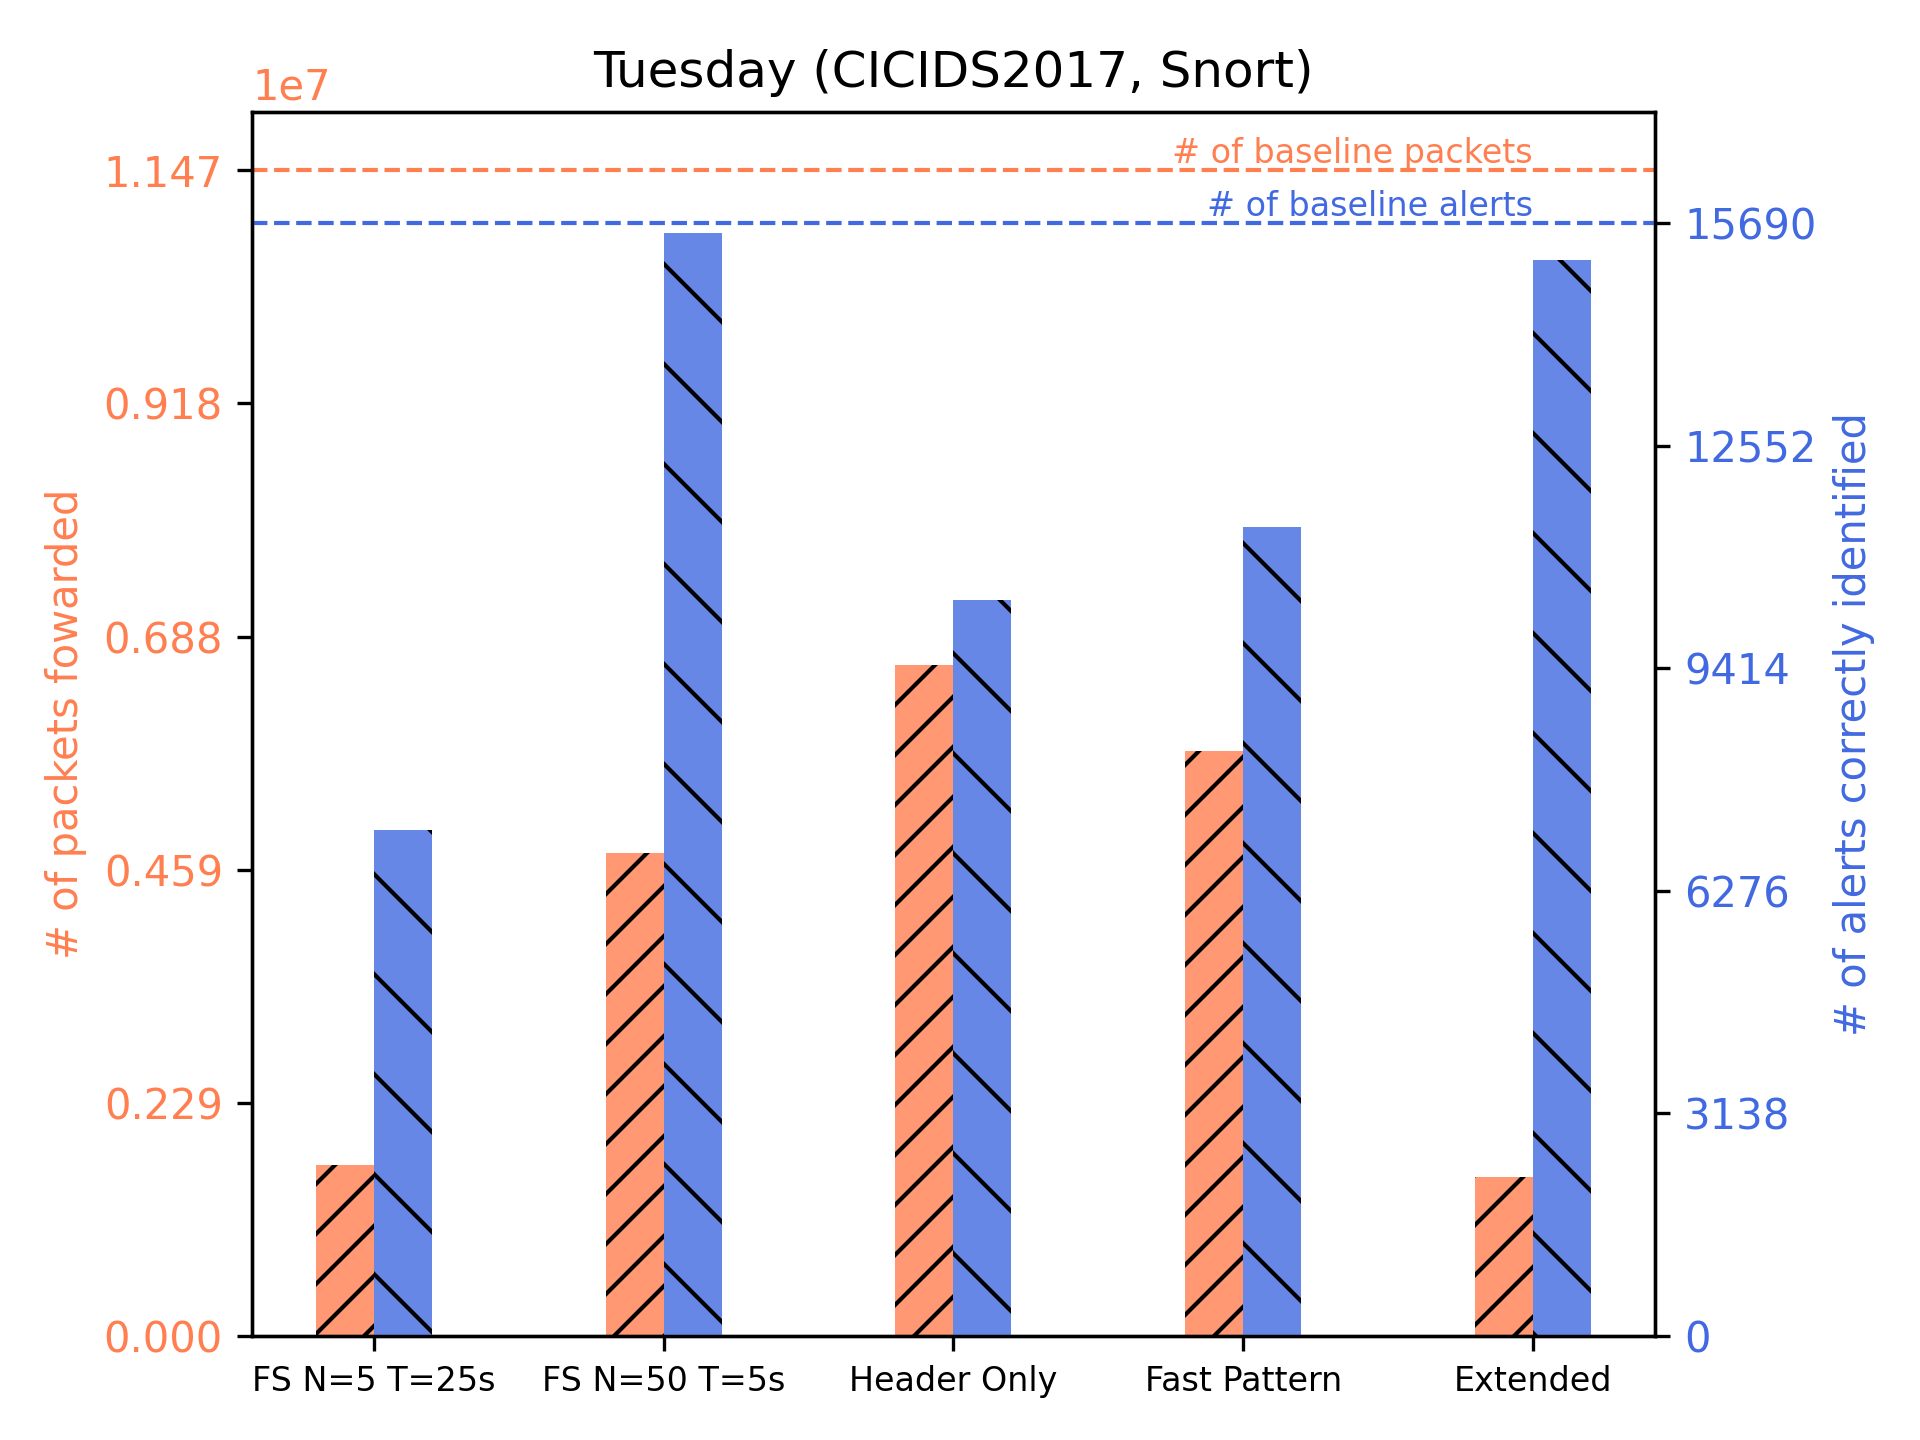 Tuesday (CICIDS2017, Snort)
1e7
# of baseline packets
# of baseline alerts
1.147
0.918
0.688
0.459
0.229
0.000
# of packets fowarded
15690
12552
9414
6276
3138
0
# of alerts correctly identified
FS N=5 T=25s
FS N=50 T=5s
Header Only
Fast Pattern
Extended